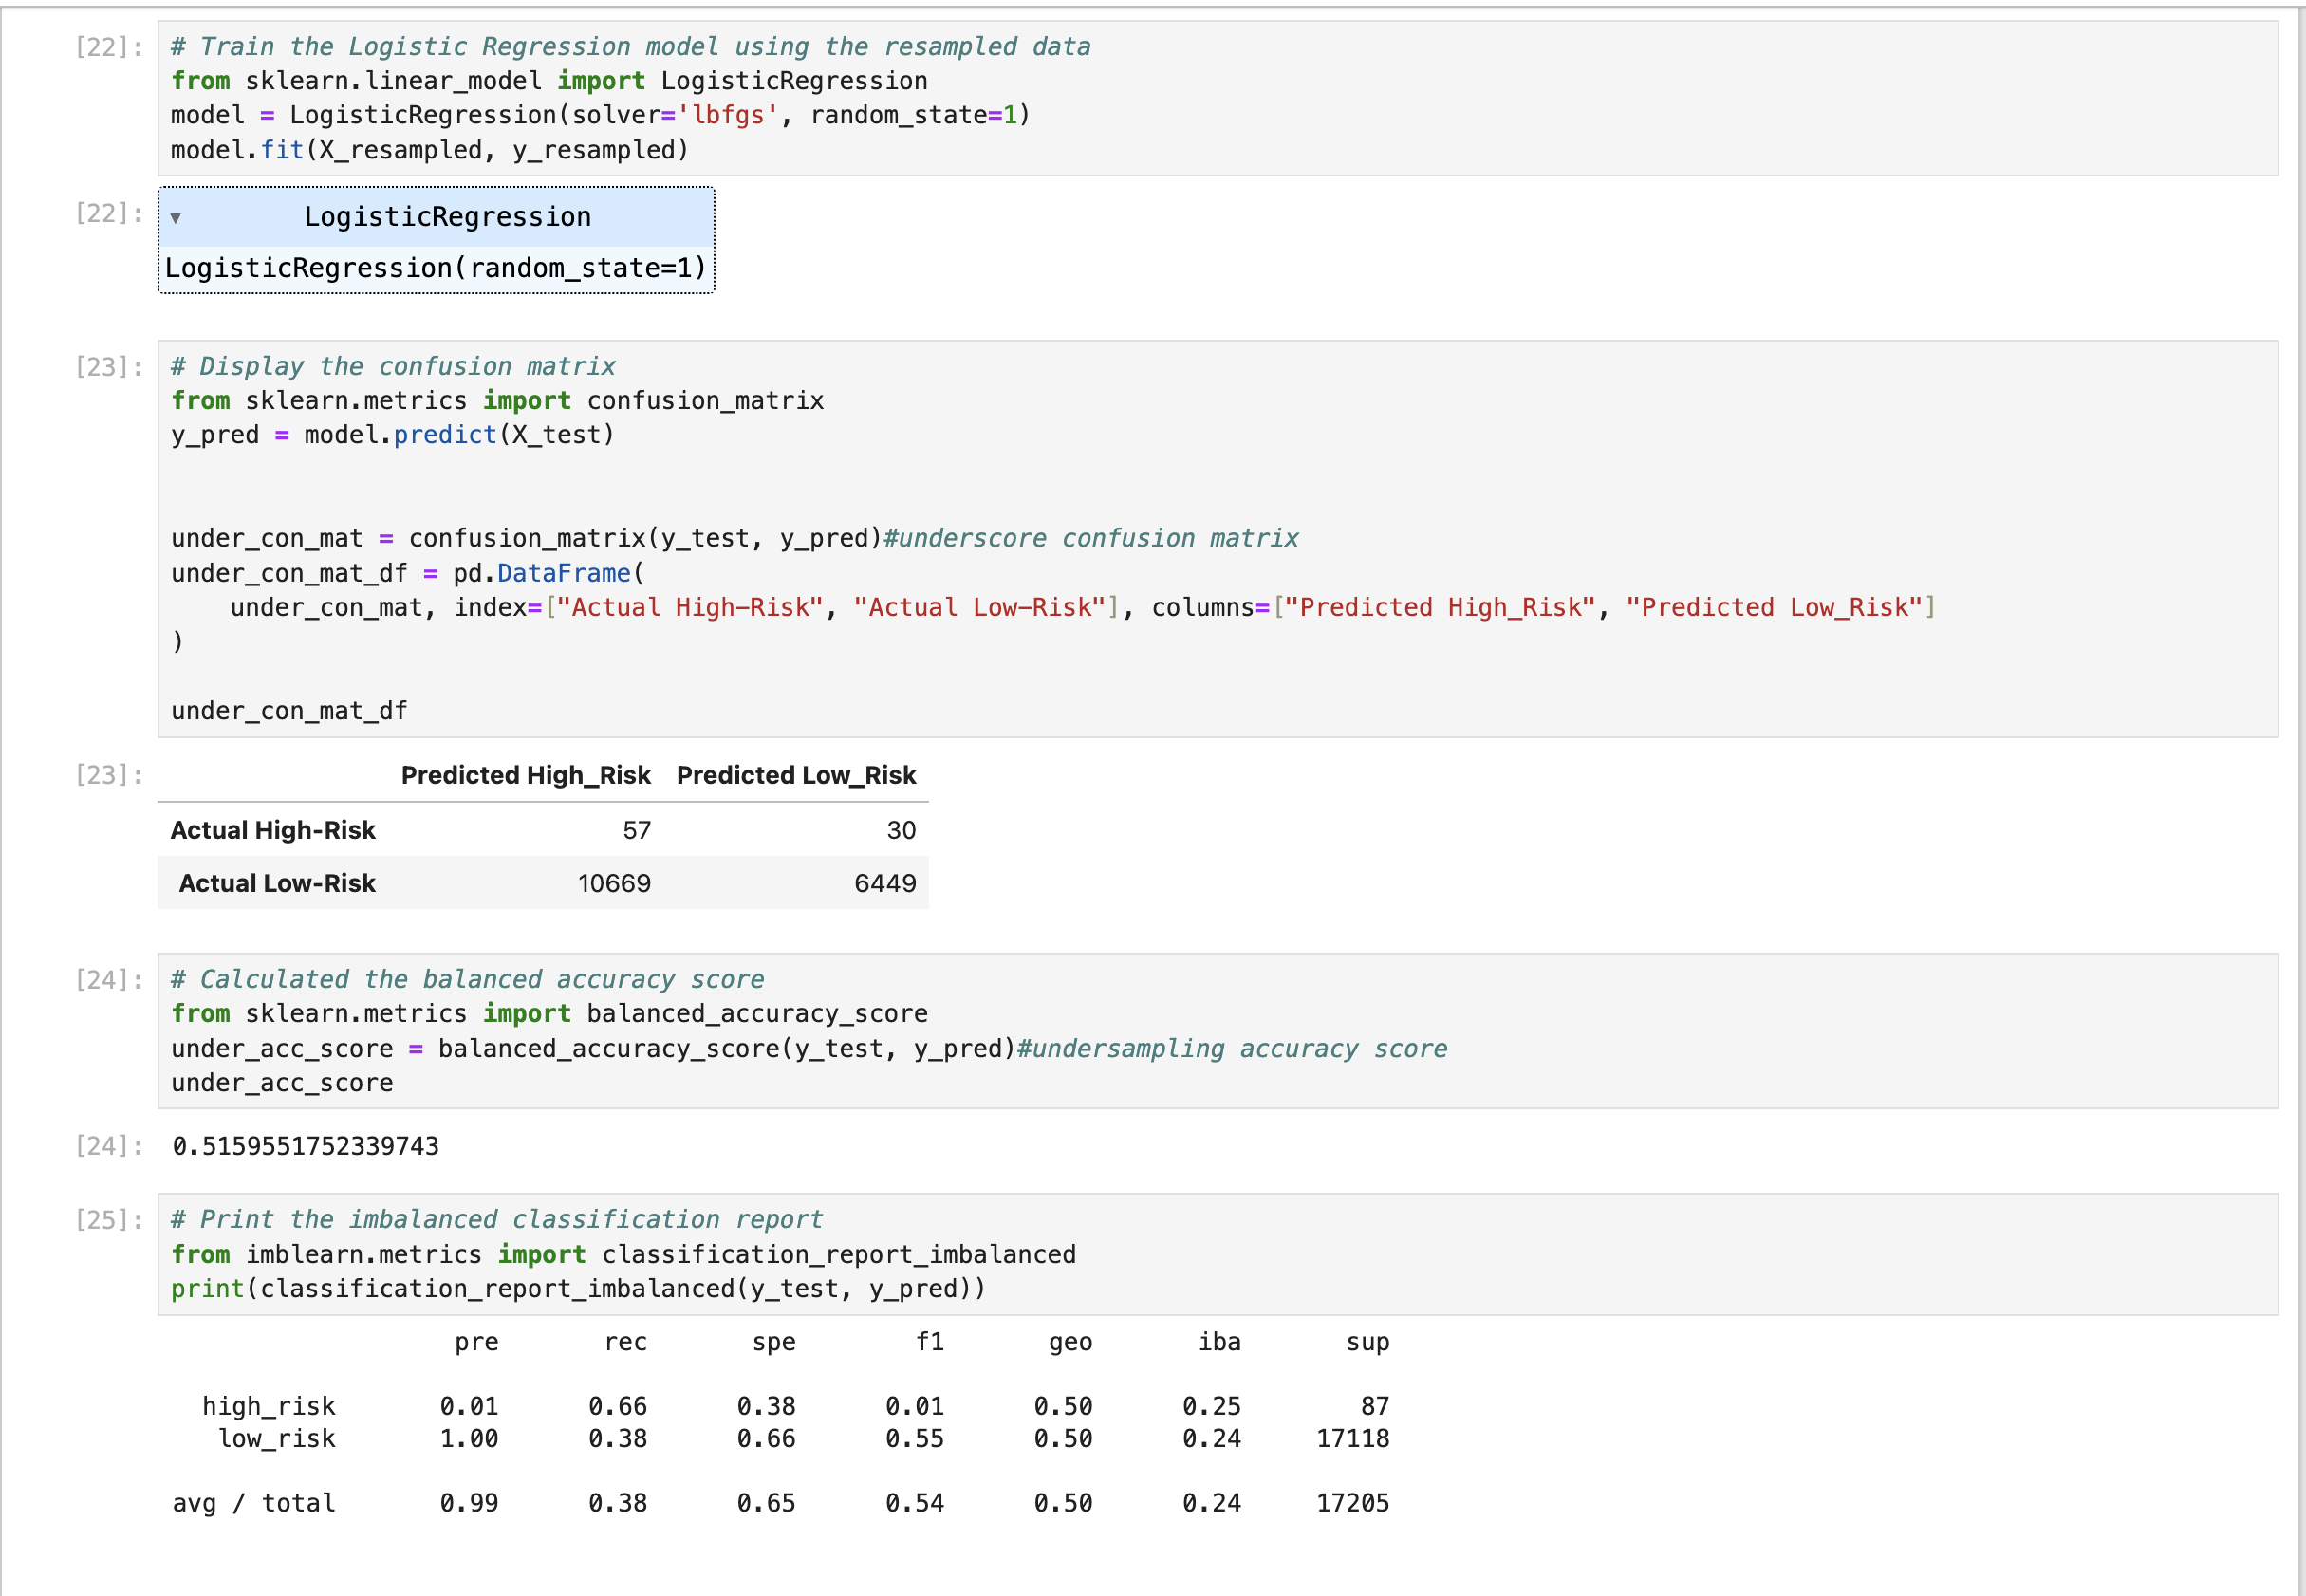 [22]: # Train the Logistic Regression model using the resampled data
from sklearn.linear_model import LogisticRegression
model = LogisticRegression(solver='lbfgs', random_state=1)
model.fit(X_resampled, y_resampled)
[22]: ▾ LogisticRegression
LogisticRegression(random_state=1)
[23]: # Display the confusion matrix
from sklearn.metrics import confusion_matrix
y_pred = model.predict(X_test)
under_con_mat = confusion_matrix(y_test, y_pred)#underscore confusion matrix
under_con_mat_df = pd.DataFrame(
    under_con_mat, index=["Actual High-Risk", "Actual Low-Risk"], columns=["Predicted High_Risk", "Predicted Low_Risk"]
)
under_con_mat_df
[23]: Predicted High_Risk Predicted Low_Risk
Actual High-Risk 57 30
Actual Low-Risk 10669 6449
[24]: # Calculated the balanced accuracy score
from sklearn.metrics import balanced_accuracy_score
under_acc_score = balanced_accuracy_score(y_test, y_pred)#undersampling accuracy score
under_acc_score
[24]: 0.5159551752339743
[25]: # Print the imbalanced classification report
from imblearn.metrics import classification_report_imbalanced
print(classification_report_imbalanced(y_test, y_pred))
pre rec spe f1 geo iba sup
high_risk 0.01 0.66 0.38 0.01 0.50 0.25 87
low_risk 1.00 0.38 0.66 0.55 0.50 0.24 17118
avg / total 0.99 0.38 0.65 0.54 0.50 0.24 17205